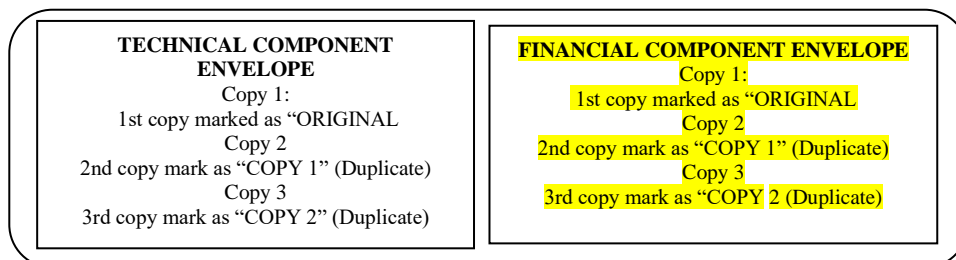 TECHNICAL COMPONENT
ENVELOPE
Copy 1:
1st copy marked as “ORIGINAL
Copy 2
2nd copy mark as “COPY 1” (Duplicate)
Copy 3
3rd copy mark as “COPY 2” (Duplicate)
FINANCIAL COMPONENT ENVELOPE
Copy 1:
1st copy marked as “ORIGINAL
Copy 2
2nd copy mark as “COPY 1” (Duplicate)
Copy 3
3rd copy mark as “COPY 2 (Duplicate)